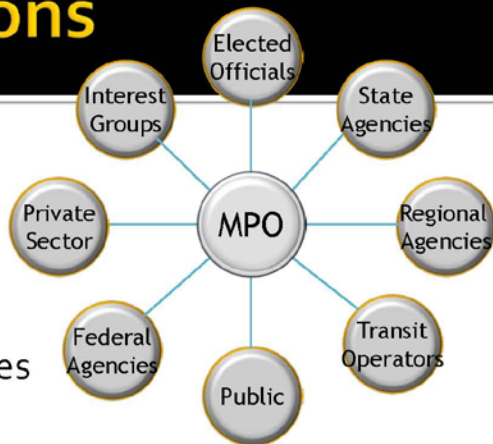 ons
Elected
Officials
Interest
Groups
State
Agencies
Private
Sector
MPO
Regional
Agencies
Federal
Agencies
Transit
Operators
es
Public